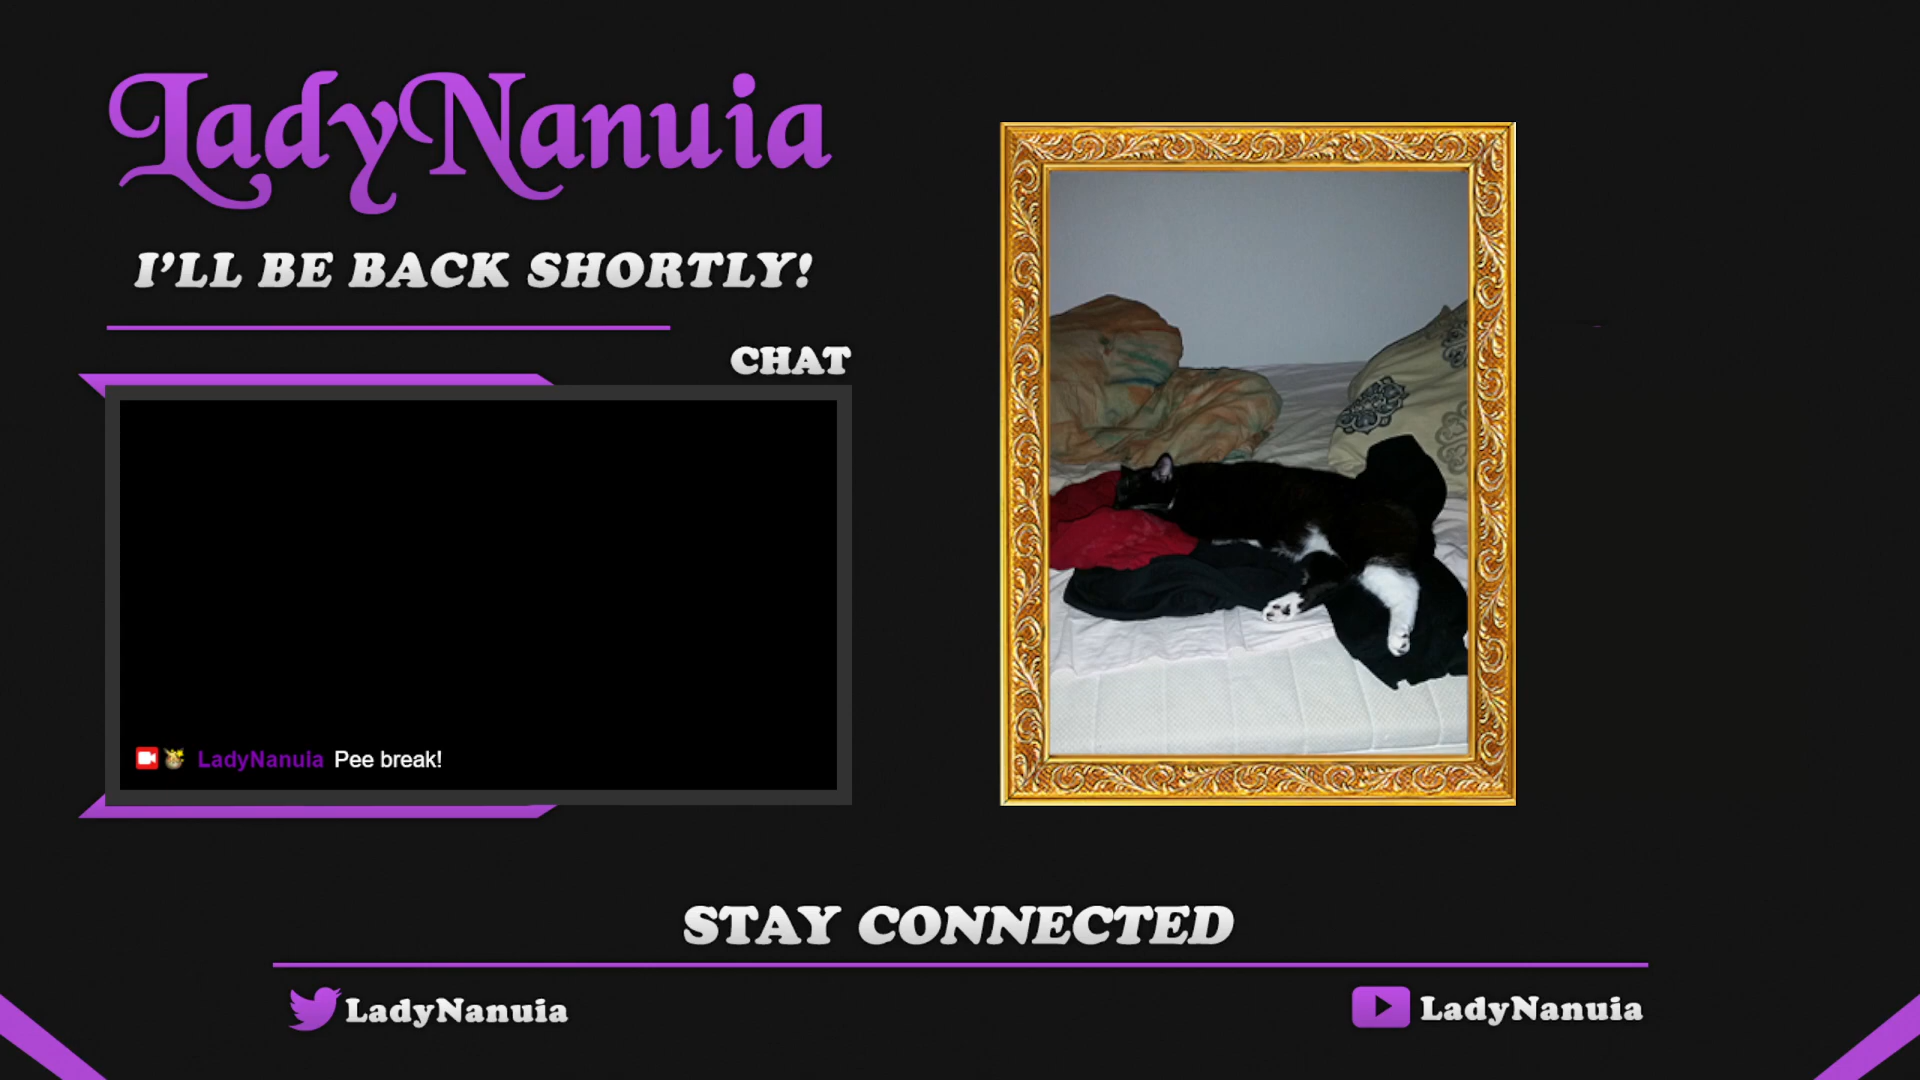 LadyNanuia
I'LL BE BACK SHORTLY!
CHAT
LadyNanuia Pee break!
STAY CONNECTED
LadyNanuia
LadyNanuia